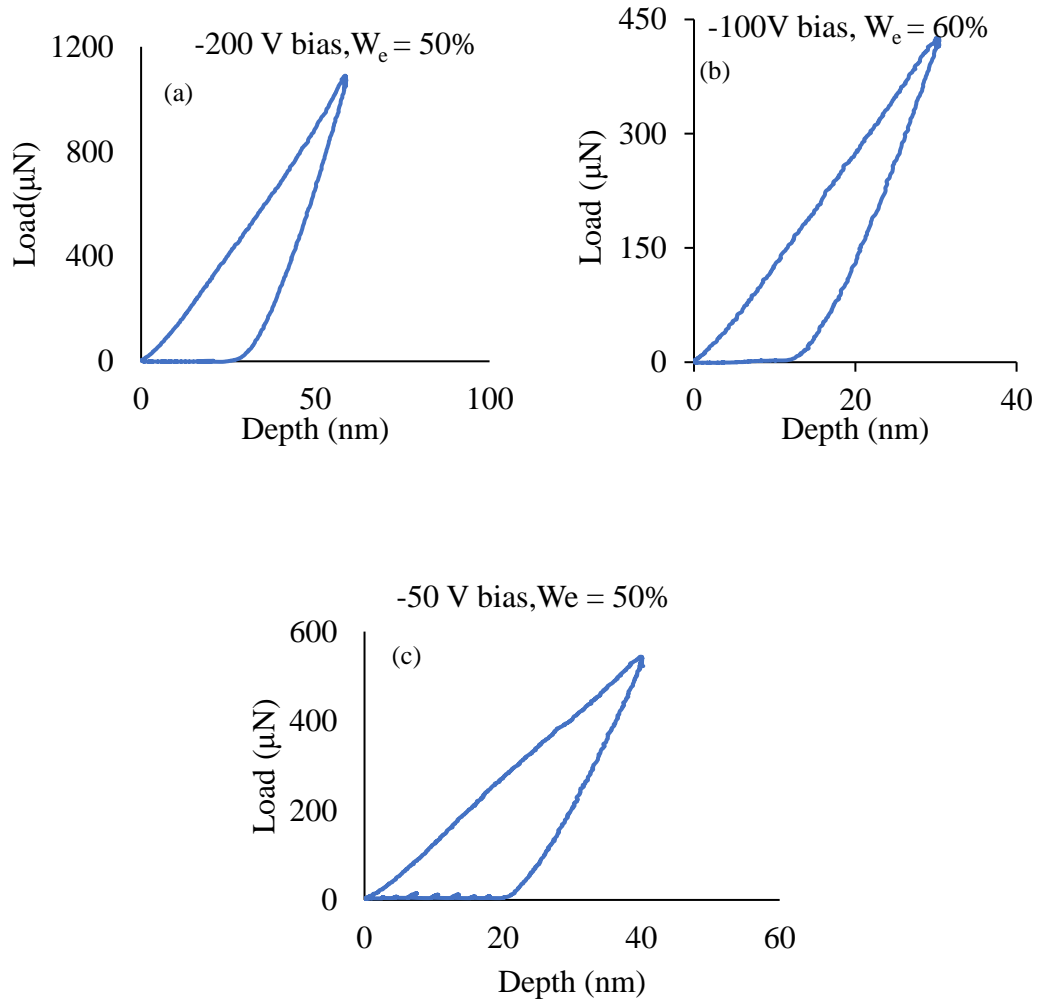 -200 V bias,We = 50%
(a)
1200
800
400
0
Load(μN)
0
50
100
Depth (nm)
-100V bias, We = 60%
(b)
450
300
150
0
Load (μN)
0
20
40
Depth (nm)
-50 V bias,We = 50%
(c)
600
400
200
0
Load (μN)
0
20
40
60
Depth (nm)